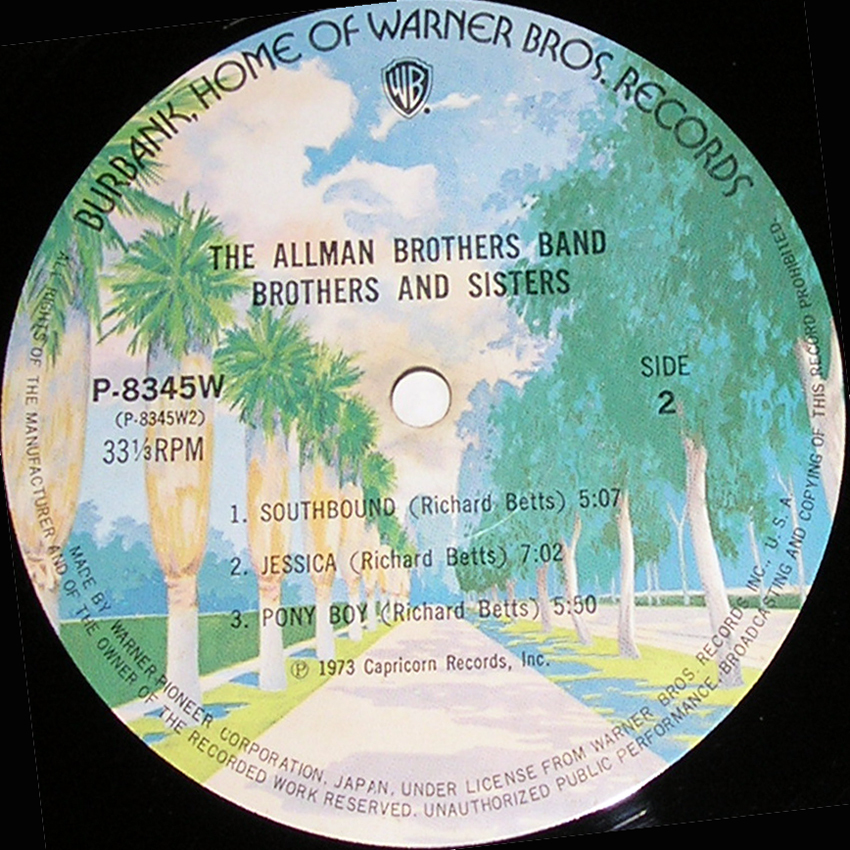 BURBANK, HOME OF WARNER BROS. RECORDS
WB
THE ALLMAN BROTHERS BAND
BROTHERS AND SISTERS
P-8345W
(P-8345W2)
33⅓RPM
SIDE
2
1. SOUTHBOUND (Richard Betts) 5:07
2. JESSICA (Richard Betts) 7:02
3. PONY BOY (Richard Betts) 5:50
Ⓟ 1973 Capricorn Records, Inc.
MADE BY WARNER-PIONEER CORPORATION, JAPAN, UNDER LICENSE FROM WARNER BROS. RECORDS INC., U.S.A.
ALL RIGHTS OF THE MANUFACTURER AND OF THE OWNER OF THE RECORDED WORK RESERVED. UNAUTHORIZED PUBLIC PERFORMANCE, BROADCASTING AND COPYING OF THIS RECORD PROHIBITED.